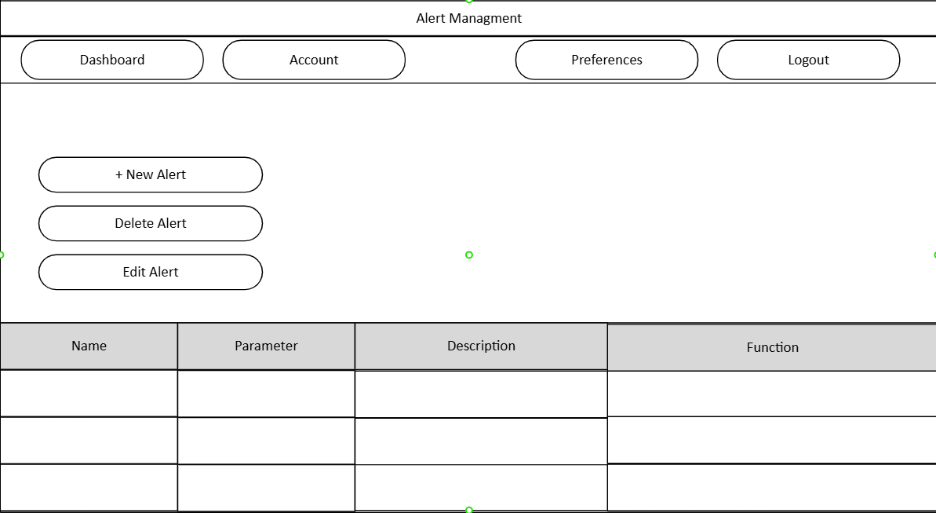 Alert Managment
Dashboard Account Preferences Logout
+ New Alert
Delete Alert
Edit Alert
Name Parameter Description Function